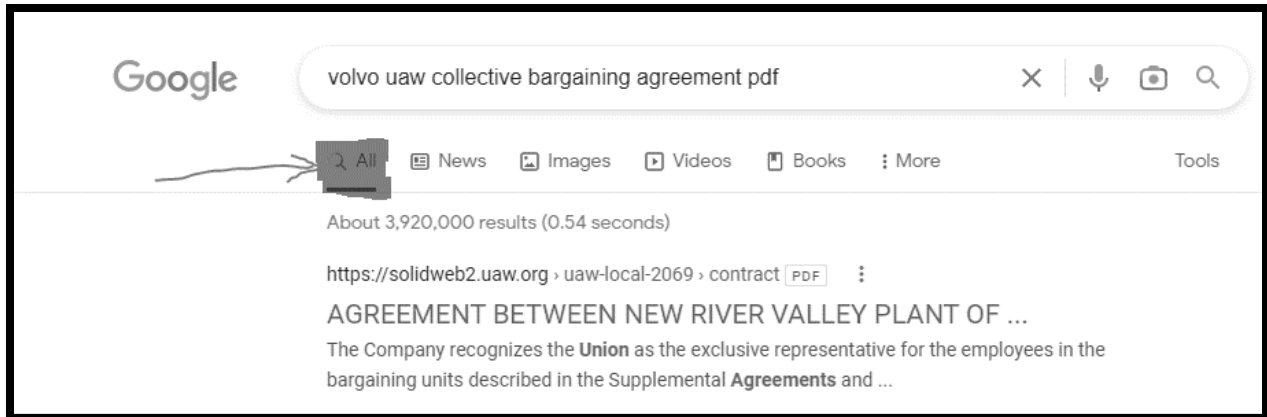 Google
volvo uaw collective bargaining agreement pdf
All News Images Videos Books More Tools
About 3,920,000 results (0.54 seconds)
https://solidweb2.uaw.org › uaw-local-2069 › contract PDF
AGREEMENT BETWEEN NEW RIVER VALLEY PLANT OF ...
The Company recognizes the Union as the exclusive representative for the employees in the
bargaining units described in the Supplemental Agreements and ...